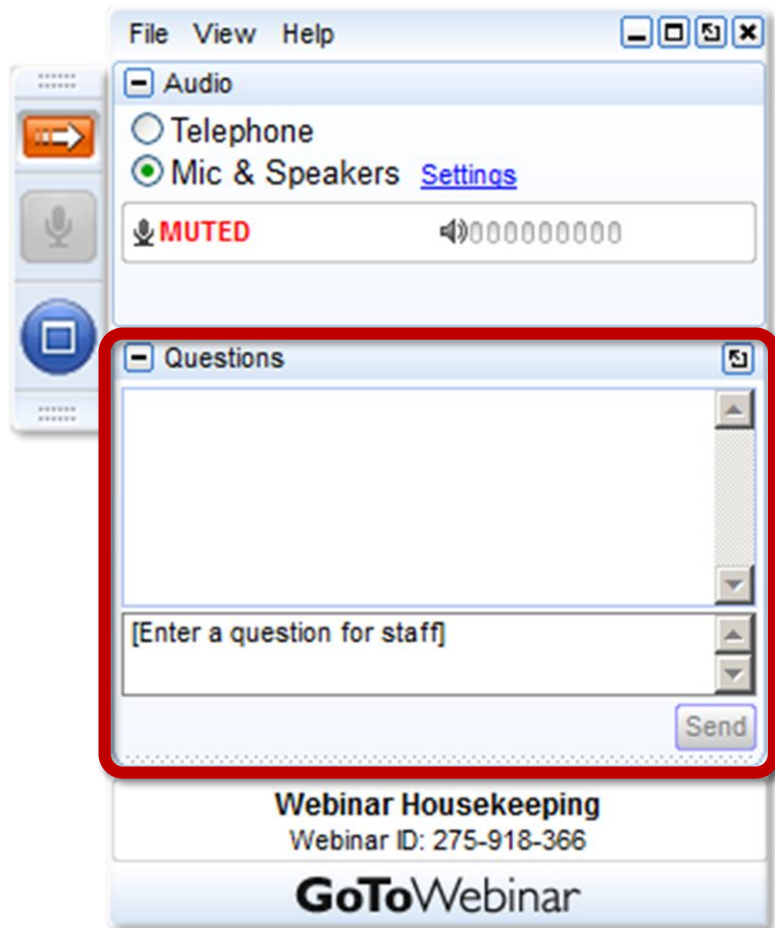 File View Help
Audio
Telephone
Mic & Speakers Settings
MUTED 000000000
Questions
[Enter a question for staff]
Send
Webinar Housekeeping
Webinar ID: 275-918-366
GoToWebinar